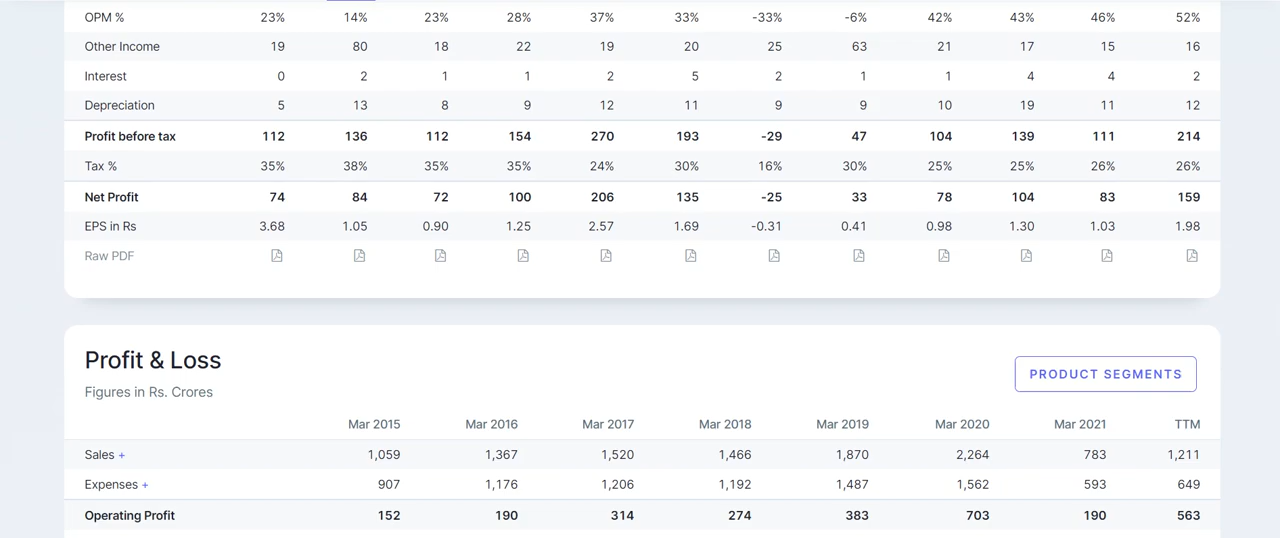 OPM % 23% 14% 23% 28% 37% 33% -33% -6% 42% 43% 46% 52%
Other Income 19 80 18 22 19 20 25 63 21 17 15 16
Interest 0 2 1 1 2 5 2 1 1 4 4 2
Depreciation 5 13 8 9 12 11 9 9 10 19 11 12
Profit before tax 112 136 112 154 270 193 -29 47 104 139 111 214
Tax % 35% 38% 35% 35% 24% 30% 16% 30% 25% 25% 26% 26%
Net Profit 74 84 72 100 206 135 -25 33 78 104 83 159
EPS in Rs 3.68 1.05 0.90 1.25 2.57 1.69 -0.31 0.41 0.98 1.30 1.03 1.98
Raw PDF
Profit & Loss
PRODUCT SEGMENTS
Figures in Rs. Crores
Mar 2015 Mar 2016 Mar 2017 Mar 2018 Mar 2019 Mar 2020 Mar 2021 TTM
Sales + 1,059 1,367 1,520 1,466 1,870 2,264 783 1,211
Expenses + 907 1,176 1,206 1,192 1,487 1,562 593 649
Operating Profit 152 190 314 274 383 703 190 563